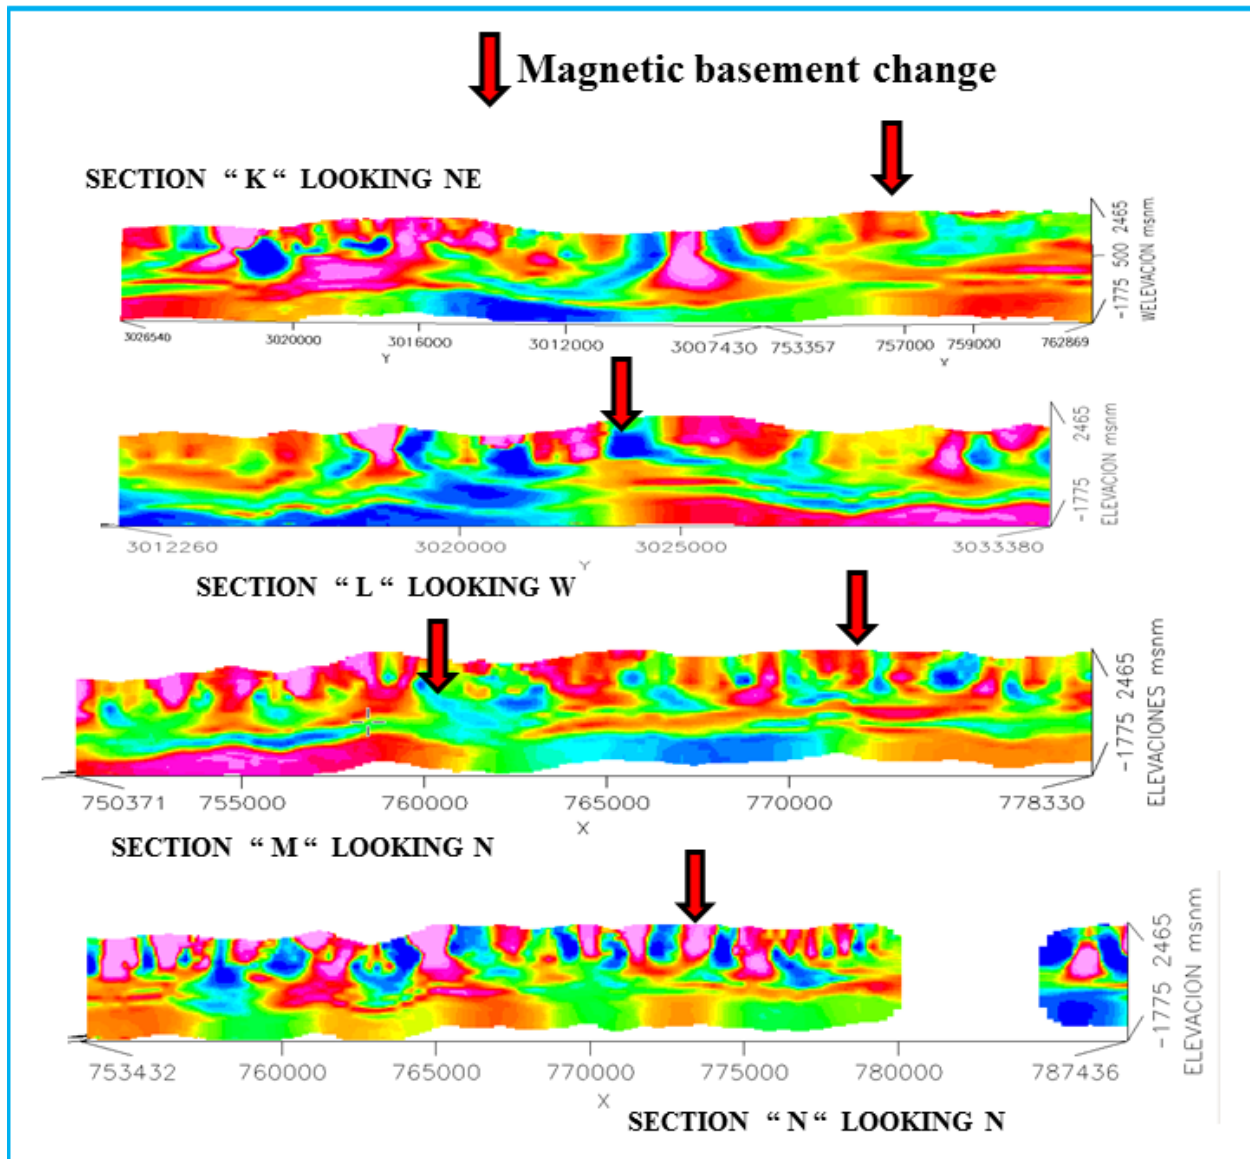 Magnetic basement change
SECTION “ K “ LOOKING NE
2465
500
-1775
WELEVACION msnm
3026540 3020000 3016000 3012000 3007430 753357 757000 759000 762869
Y Y
2465
-1775
ELEVACION msnm
3012260 3020000 3025000 3033380
Y
SECTION “ L “ LOOKING W
2465
-1775
ELEVACIONES msnm
750371 755000 760000 765000 770000 778330
X
SECTION “ M “ LOOKING N
2465
-1775
ELEVACION msnm
753432 760000 765000 770000 775000 780000 787436
X
SECTION “ N “ LOOKING N